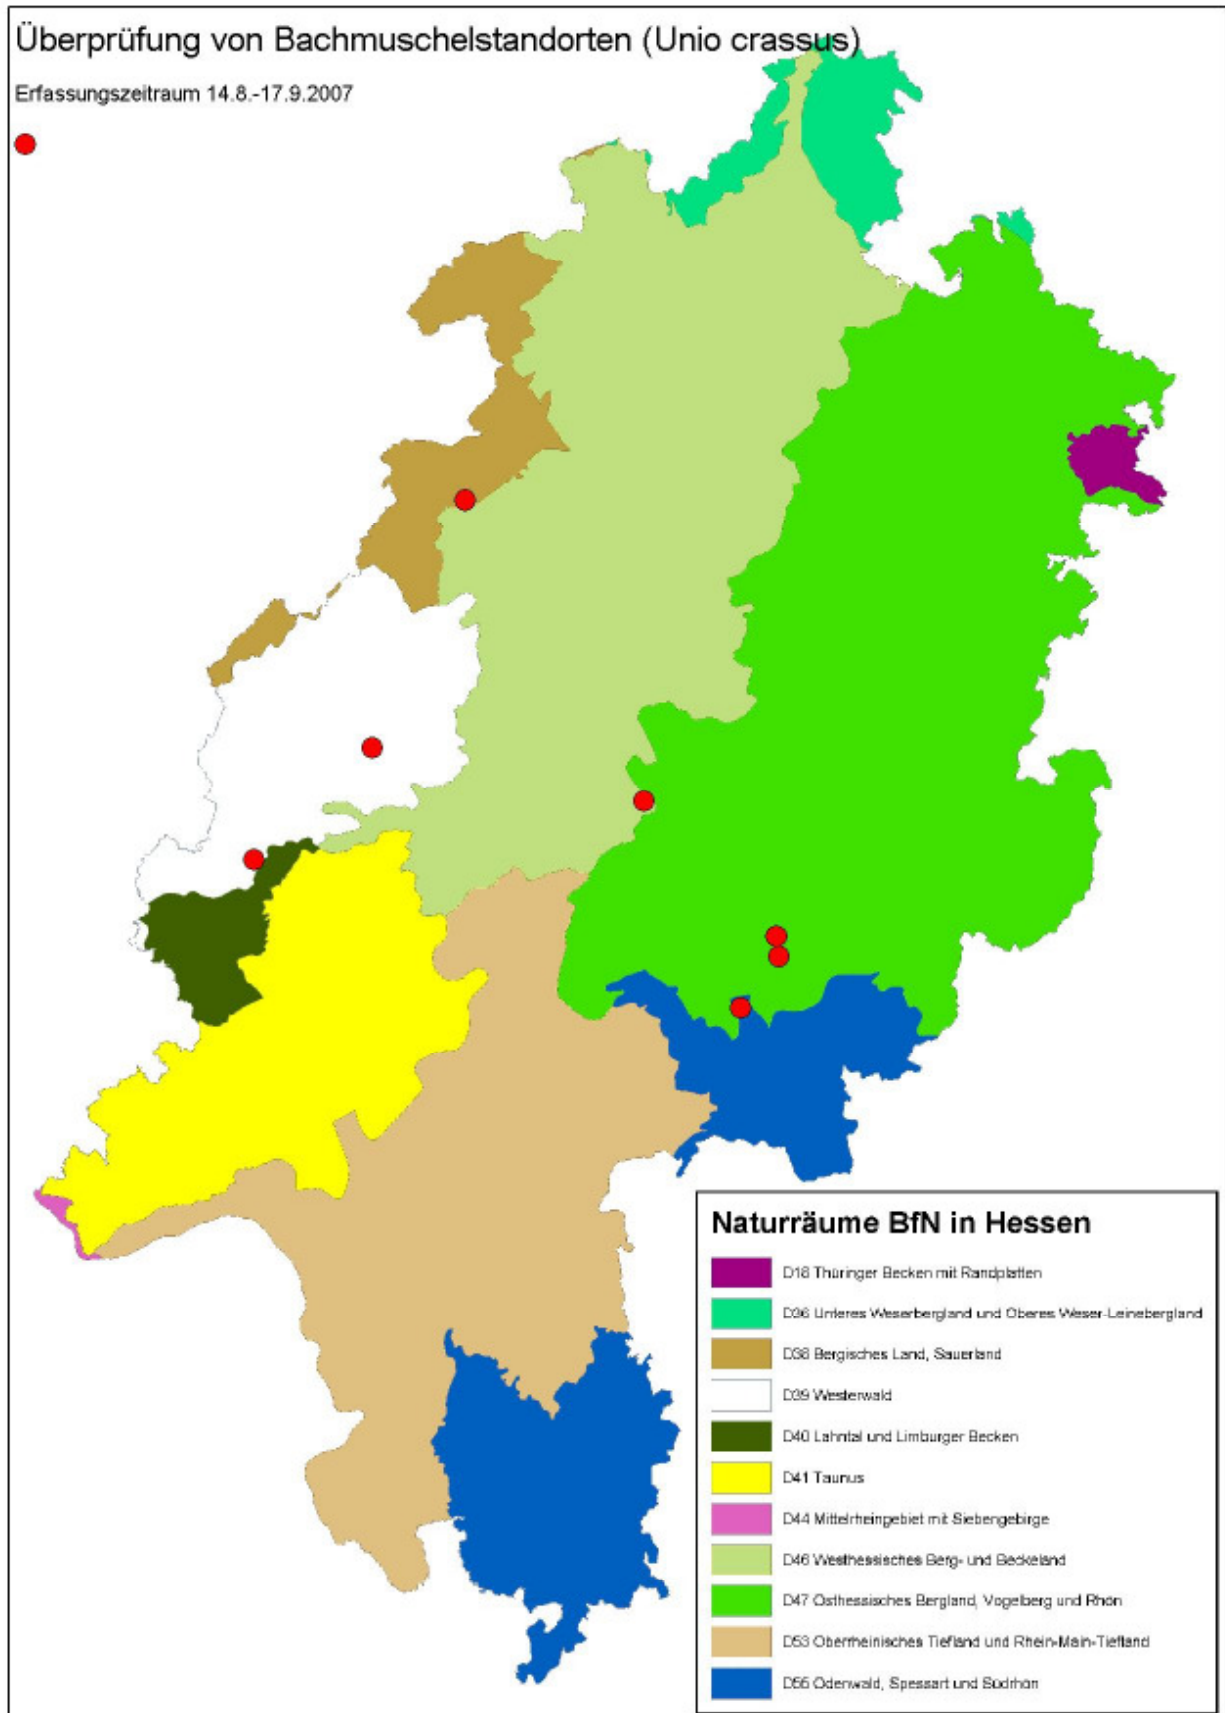 Überprüfung von Bachmuschelstandorten (Unio crassus)
Erfassungszeitraum 14.8.-17.9.2007
Naturräume BfN in Hessen
D18 Thüringer Becken mit Randplatten
D36 Unteres Weserbergland und Oberes Weser-Leinebergland
D38 Bergisches Land, Sauerland
D39 Westerwald
D40 Lahntal und Limburger Becken
D41 Taunus
D44 Mittelrheingebiet mit Siebengebirge
D46 Westhessisches Berg- und Beckeland
D47 Osthessisches Bergland, Vogelberg und Rhön
D53 Oberrheinisches Tiefland und Rhein-Main-Tiefland
D55 Odenwald, Spessart und Südrhön